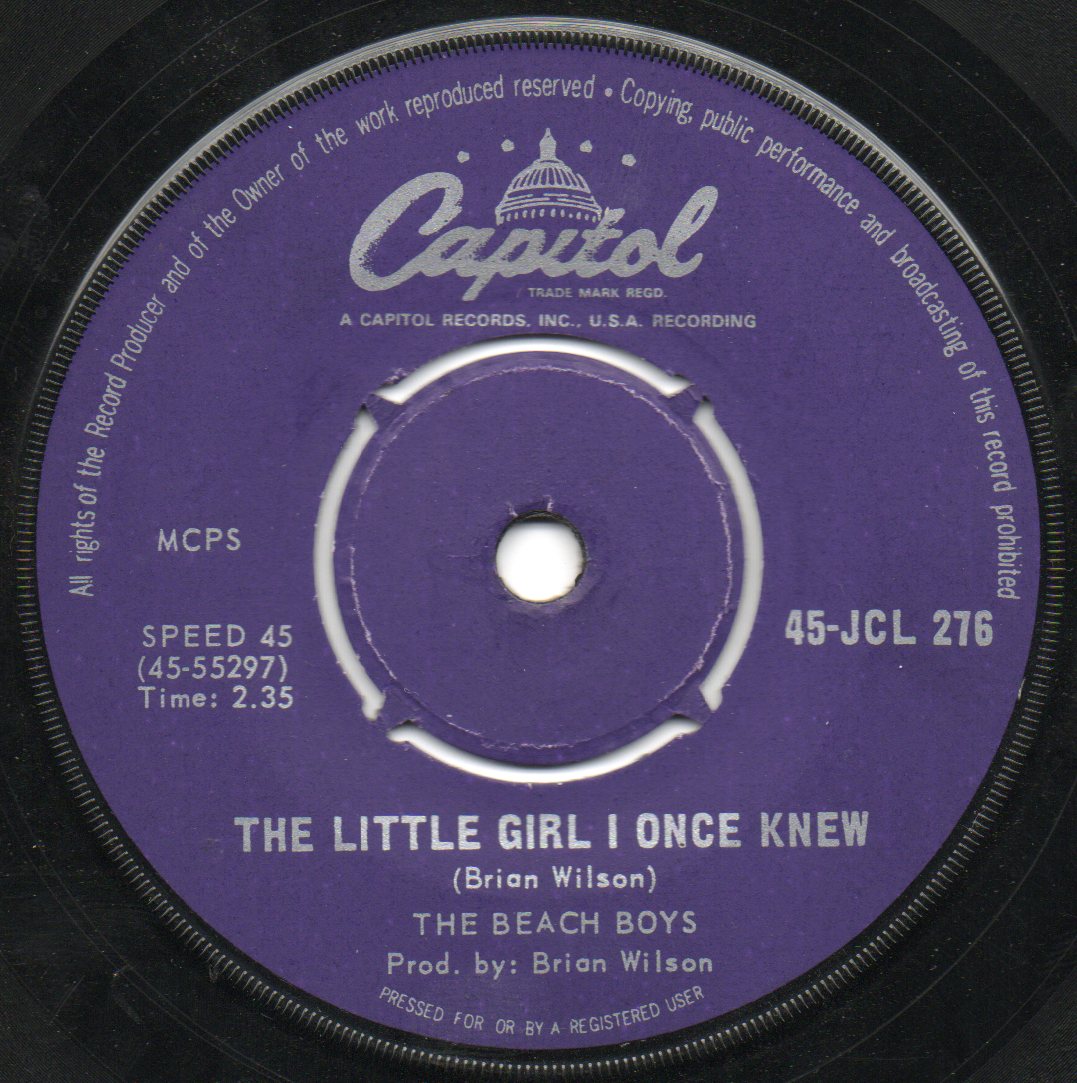 All rights of the Record Producer and of the Owner of the work reproduced reserved • Copying, public performance and broadcasting of this record prohibited
Capitol
TRADE MARK REGD.
A CAPITOL RECORDS, INC., U.S.A. RECORDING
MCPS
SPEED 45
(45-55297)
Time: 2.35
45-JCL 276
THE LITTLE GIRL I ONCE KNEW
(Brian Wilson)
THE BEACH BOYS
Prod. by: Brian Wilson
PRESSED FOR OR BY A REGISTERED USER